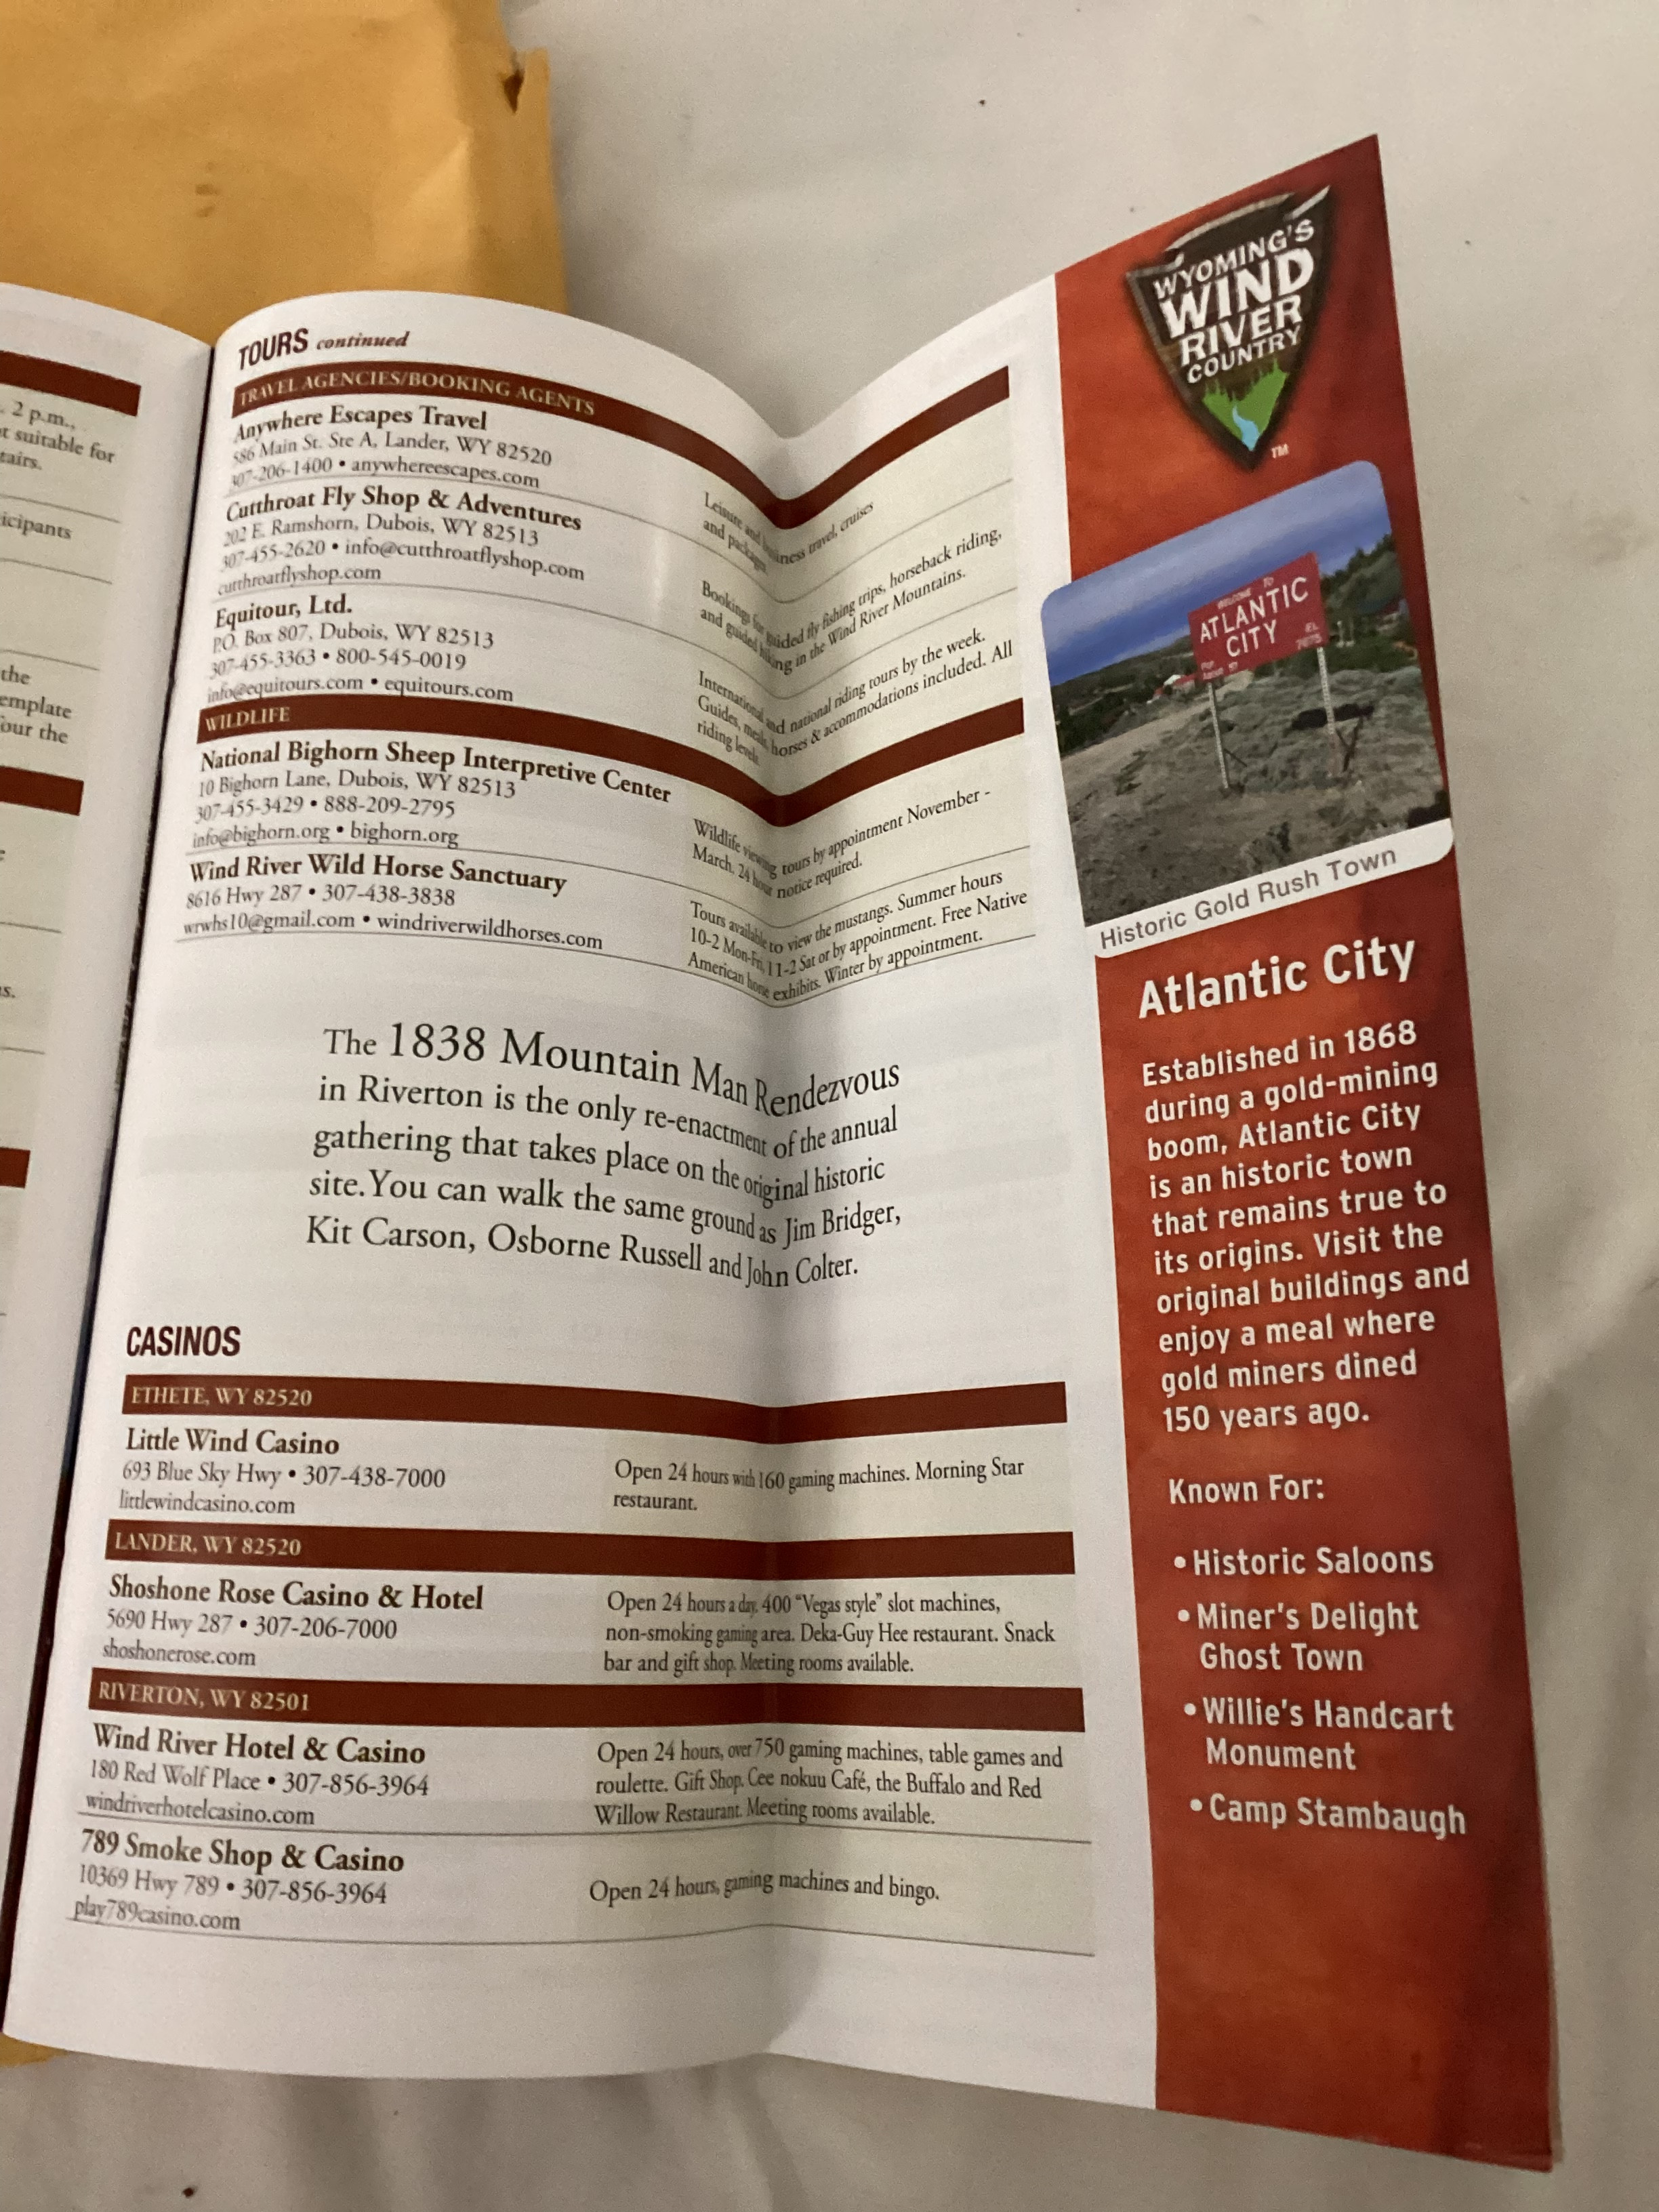 . 2 p.m.,
t suitable for
tairs.
icipants
the
emplate
our the
s.
TOURS continued
TRAVEL AGENCIES/BOOKING AGENTS
Anywhere Escapes Travel
586 Main St. Ste A, Lander, WY 82520
307-206-1400 • anywhereescapes.com
Leisure and business travel, cruises
and packages.
Cutthroat Fly Shop & Adventures
202 E. Ramshorn, Dubois, WY 82513
307-455-2620 • info@cutthroatflyshop.com
cutthroatflyshop.com
Bookings for guided fly fishing trips, horseback riding,
and guided hiking in the Wind River Mountains.
Equitour, Ltd.
P.O. Box 807, Dubois, WY 82513
307-455-3363 • 800-545-0019
info@equitours.com • equitours.com
International and national riding tours by the week.
Guides, meals, horses & accommodations included. All
riding levels.
WILDLIFE
National Bighorn Sheep Interpretive Center
10 Bighorn Lane, Dubois, WY 82513
307-455-3429 • 888-209-2795
info@bighorn.org • bighorn.org
Wildlife viewing tours by appointment November -
March. 24 hour notice required.
Wind River Wild Horse Sanctuary
8616 Hwy 287 • 307-438-3838
wrwhs10@gmail.com • windriverwildhorses.com
Tours available to view the mustangs. Summer hours
10-2 Mon-Fri, 11-2 Sat or by appointment. Free Native
American horse exhibits. Winter by appointment.
The 1838 Mountain Man Rendezvous
in Riverton is the only re-enactment of the annual
gathering that takes place on the original historic
site.You can walk the same ground as Jim Bridger,
Kit Carson, Osborne Russell and John Colter.
CASINOS
ETHETE, WY 82520
Little Wind Casino
693 Blue Sky Hwy • 307-438-7000
littlewindcasino.com
Open 24 hours with 160 gaming machines. Morning Star
restaurant.
LANDER, WY 82520
Shoshone Rose Casino & Hotel
5690 Hwy 287 • 307-206-7000
shoshonerose.com
Open 24 hours a day. 400 “Vegas style” slot machines,
non-smoking gaming area. Deka-Guy Hee restaurant. Snack
bar and gift shop. Meeting rooms available.
RIVERTON, WY 82501
Wind River Hotel & Casino
180 Red Wolf Place • 307-856-3964
windriverhotelcasino.com
Open 24 hours, over 750 gaming machines, table games and
roulette. Gift Shop. Cee nokuu Café, the Buffalo and Red
Willow Restaurant. Meeting rooms available.
789 Smoke Shop & Casino
10369 Hwy 789 • 307-856-3964
play789casino.com
Open 24 hours, gaming machines and bingo.
WYOMING'S
WIND
RIVER
COUNTRY
TM
WELCOME TO
ATLANTIC
CITY
EL.
Historic Gold Rush Town
Atlantic City
Established in 1868
during a gold-mining
boom, Atlantic City
is an historic town
that remains true to
its origins. Visit the
original buildings and
enjoy a meal where
gold miners dined
150 years ago.
Known For:
• Historic Saloons
• Miner's Delight
Ghost Town
• Willie's Handcart
Monument
• Camp Stambaugh